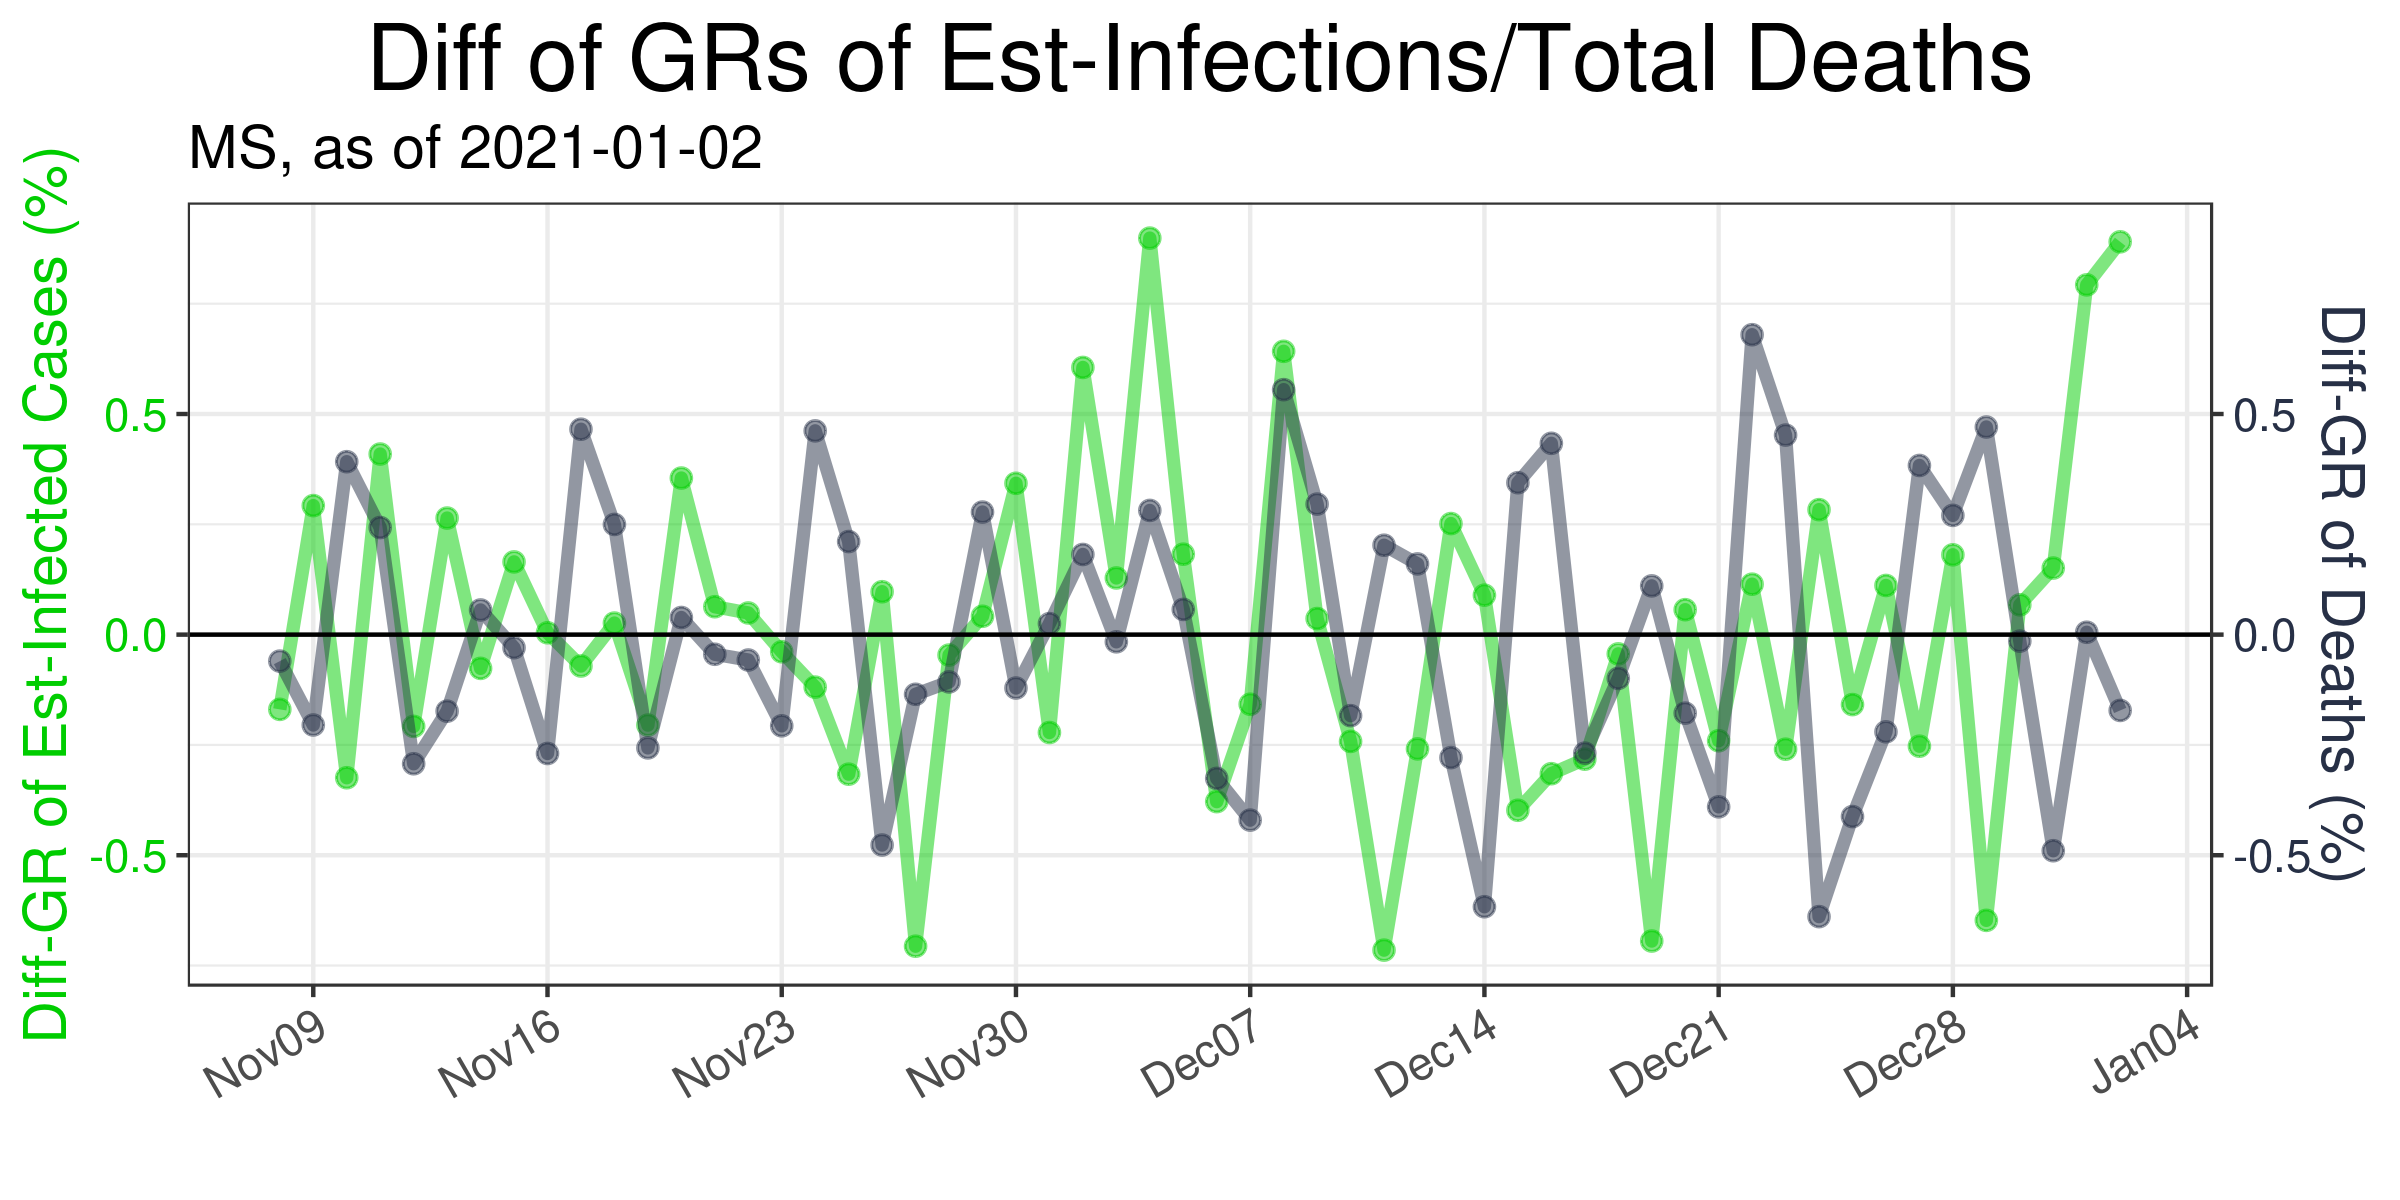 Diff of GRs of Est-Infections/Total Deaths
MS, as of 2021-01-02
Diff-GR of Est-Infected Cases (%)
0.5
0.0
-0.5
0.5
0.0
-0.5
Diff-GR of Deaths (%)
Nov09
Nov16
Nov23
Nov30
Dec07
Dec14
Dec21
Dec28
Jan04